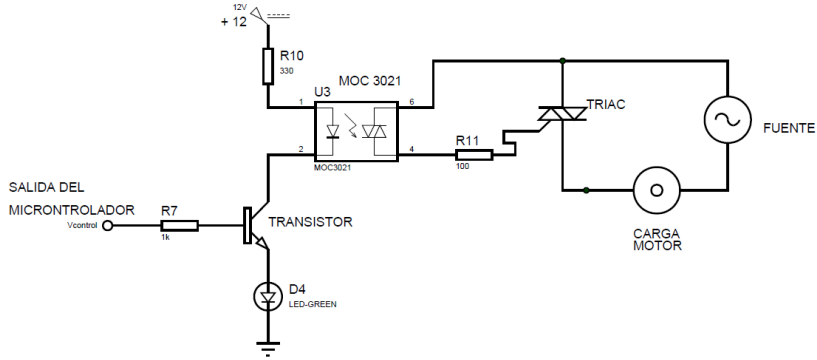 12V
+ 12
R10
330
U3
MOC 3021
1
6
2
4
MOC3021
R11
100
TRIAC
FUENTE
CARGA
MOTOR
SALIDA DEL
MICRONTROLADOR
Vcontrol
R7
1k
TRANSISTOR
D4
LED-GREEN